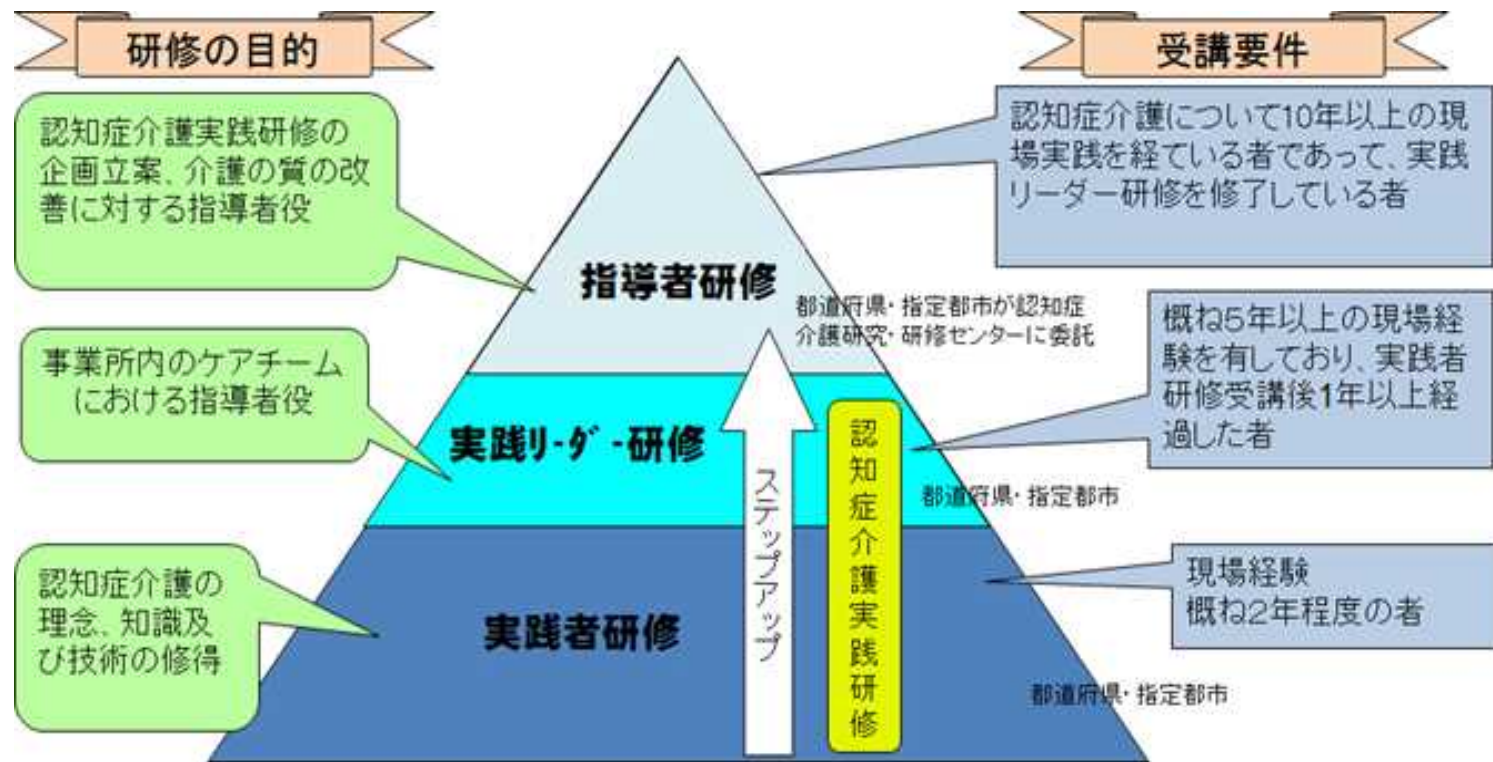 研修の目的
受講要件
認知症介護実践研修の
企画立案、介護の質の改
善に対する指導者役
認知症介護について10年以上の現
場実践を経ている者であって、実践
リーダー研修を修了している者
指導者研修
都道府県・指定都市が認知症
介護研究・研修センターに委託
事業所内のケアチーム
における指導者役
概ね5年以上の現場経
験を有しており、実践者
研修受講後1年以上経
過した者
実践リーダー研修
都道府県・指定都市
ステップアップ
認知症介護実践研修
認知症介護の
理念、知識及
び技術の修得
実践者研修
現場経験
概ね2年程度の者
都道府県・指定都市